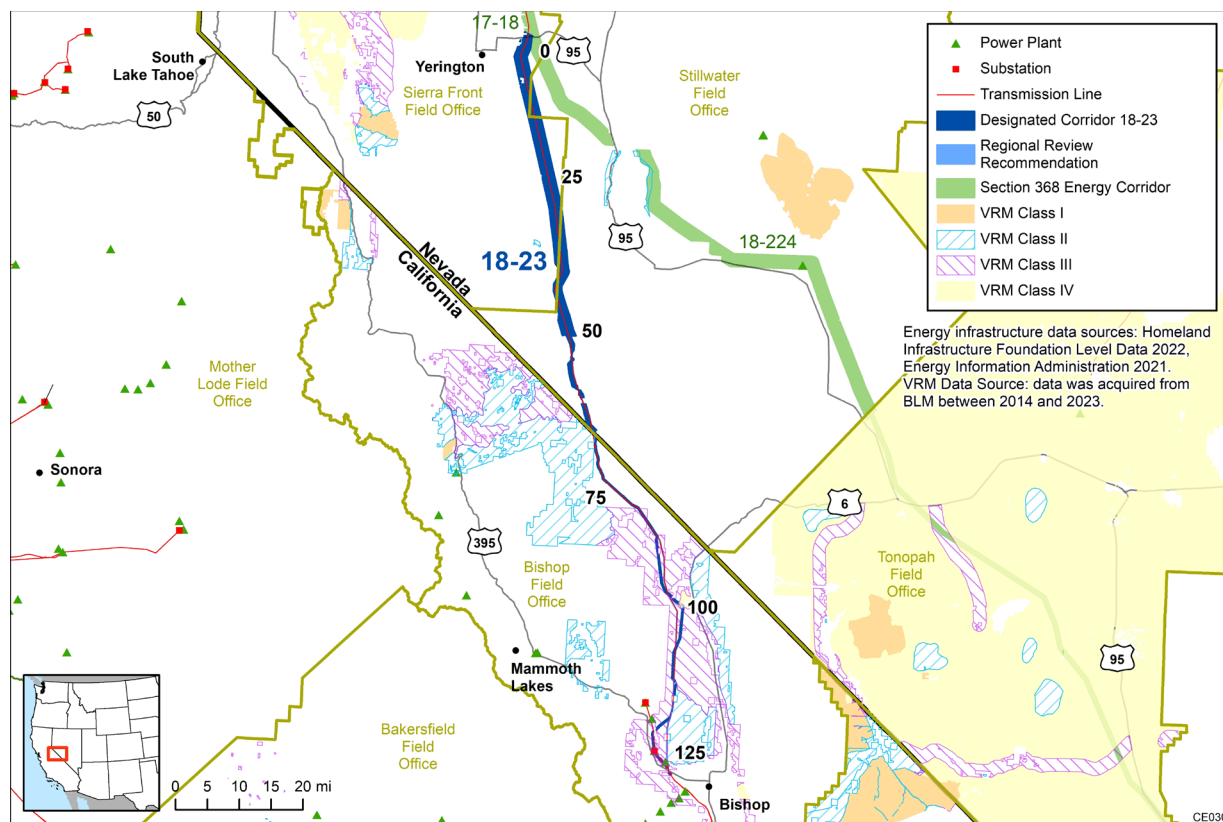 17-18
0
95
South
Lake Tahoe
Yerington
Sierra Front
Field Office
Stillwater
Field
Office
50
25
95
18-224
18-23
Nevada
California
50
Mother
Lode Field
Office
Sonora
75
6
395
Bishop
Field
Office
Tonopah
Field
Office
100
95
Mammoth
Lakes
Bakersfield
Field
Office
125
Bishop
0 5 10 20 mi
Power Plant
Substation
Transmission Line
Designated Corridor 18-23
Regional Review
Recommendation
Section 368 Energy Corridor
VRM Class I
VRM Class II
VRM Class III
VRM Class IV
Energy infrastructure data sources: Homeland
Infrastructure Foundation Level Data 2022,
Energy Information Administration 2021.
VRM Data Source: data was acquired from
BLM between 2014 and 2023.